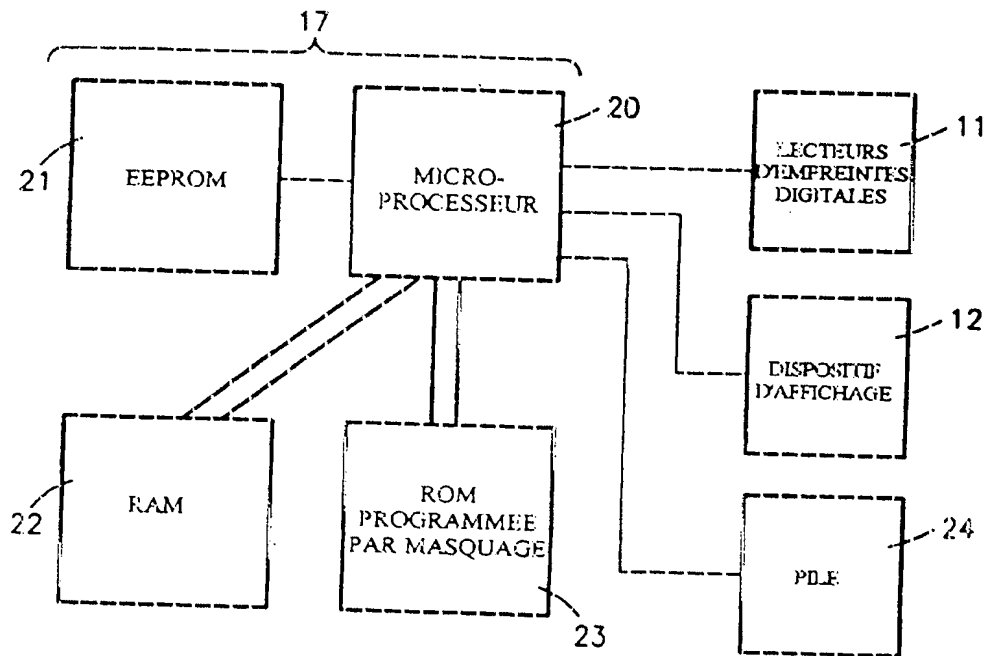 17
20
11
21
EEPROM
MICRO-
PROCESSEUR
LECTEURS
D'EMPREINTES
DIGITALES
12
DISPOSITIF
D'AFFICHAGE
22
RAM
ROM
PROGRAMMEE
PAR MASQUAGE
23
24
PILE